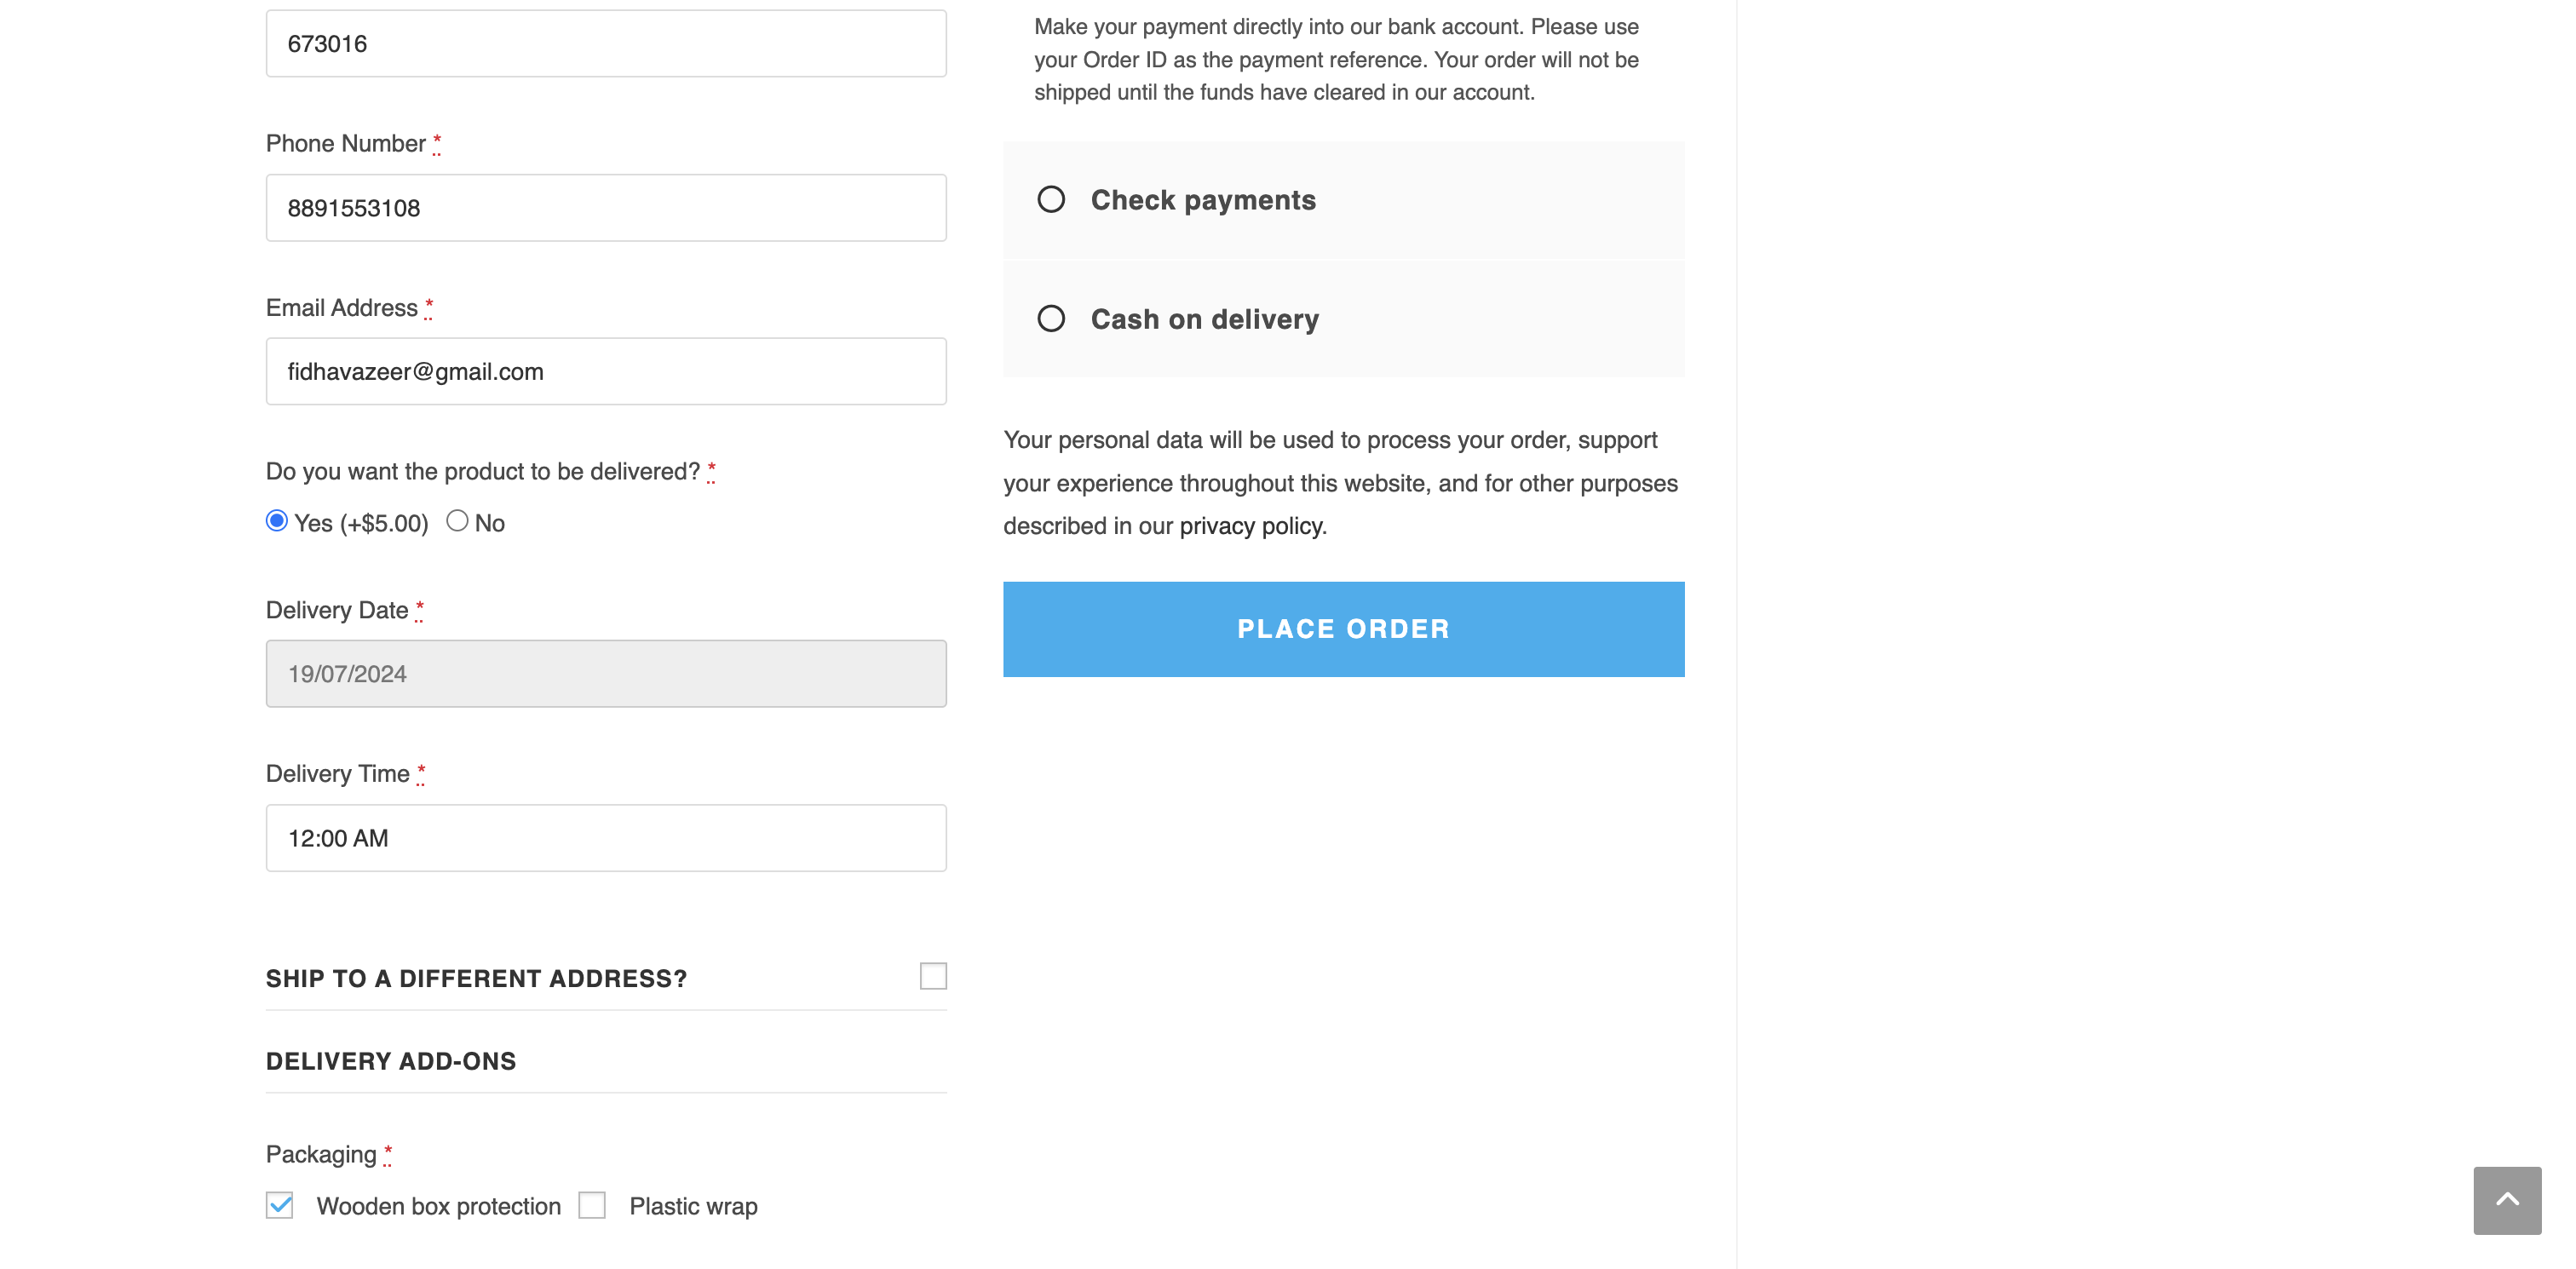 673016
Phone Number *
8891553108
Email Address *
fidhavazeer@gmail.com
Do you want the product to be delivered? *
Yes (+$5.00) No
Delivery Date *
19/07/2024
Delivery Time *
12:00 AM
SHIP TO A DIFFERENT ADDRESS?
DELIVERY ADD-ONS
Packaging *
Wooden box protection Plastic wrap
Make your payment directly into our bank account. Please use
your Order ID as the payment reference. Your order will not be
shipped until the funds have cleared in our account.
Check payments
Cash on delivery
Your personal data will be used to process your order, support
your experience throughout this website, and for other purposes
described in our privacy policy.
PLACE ORDER